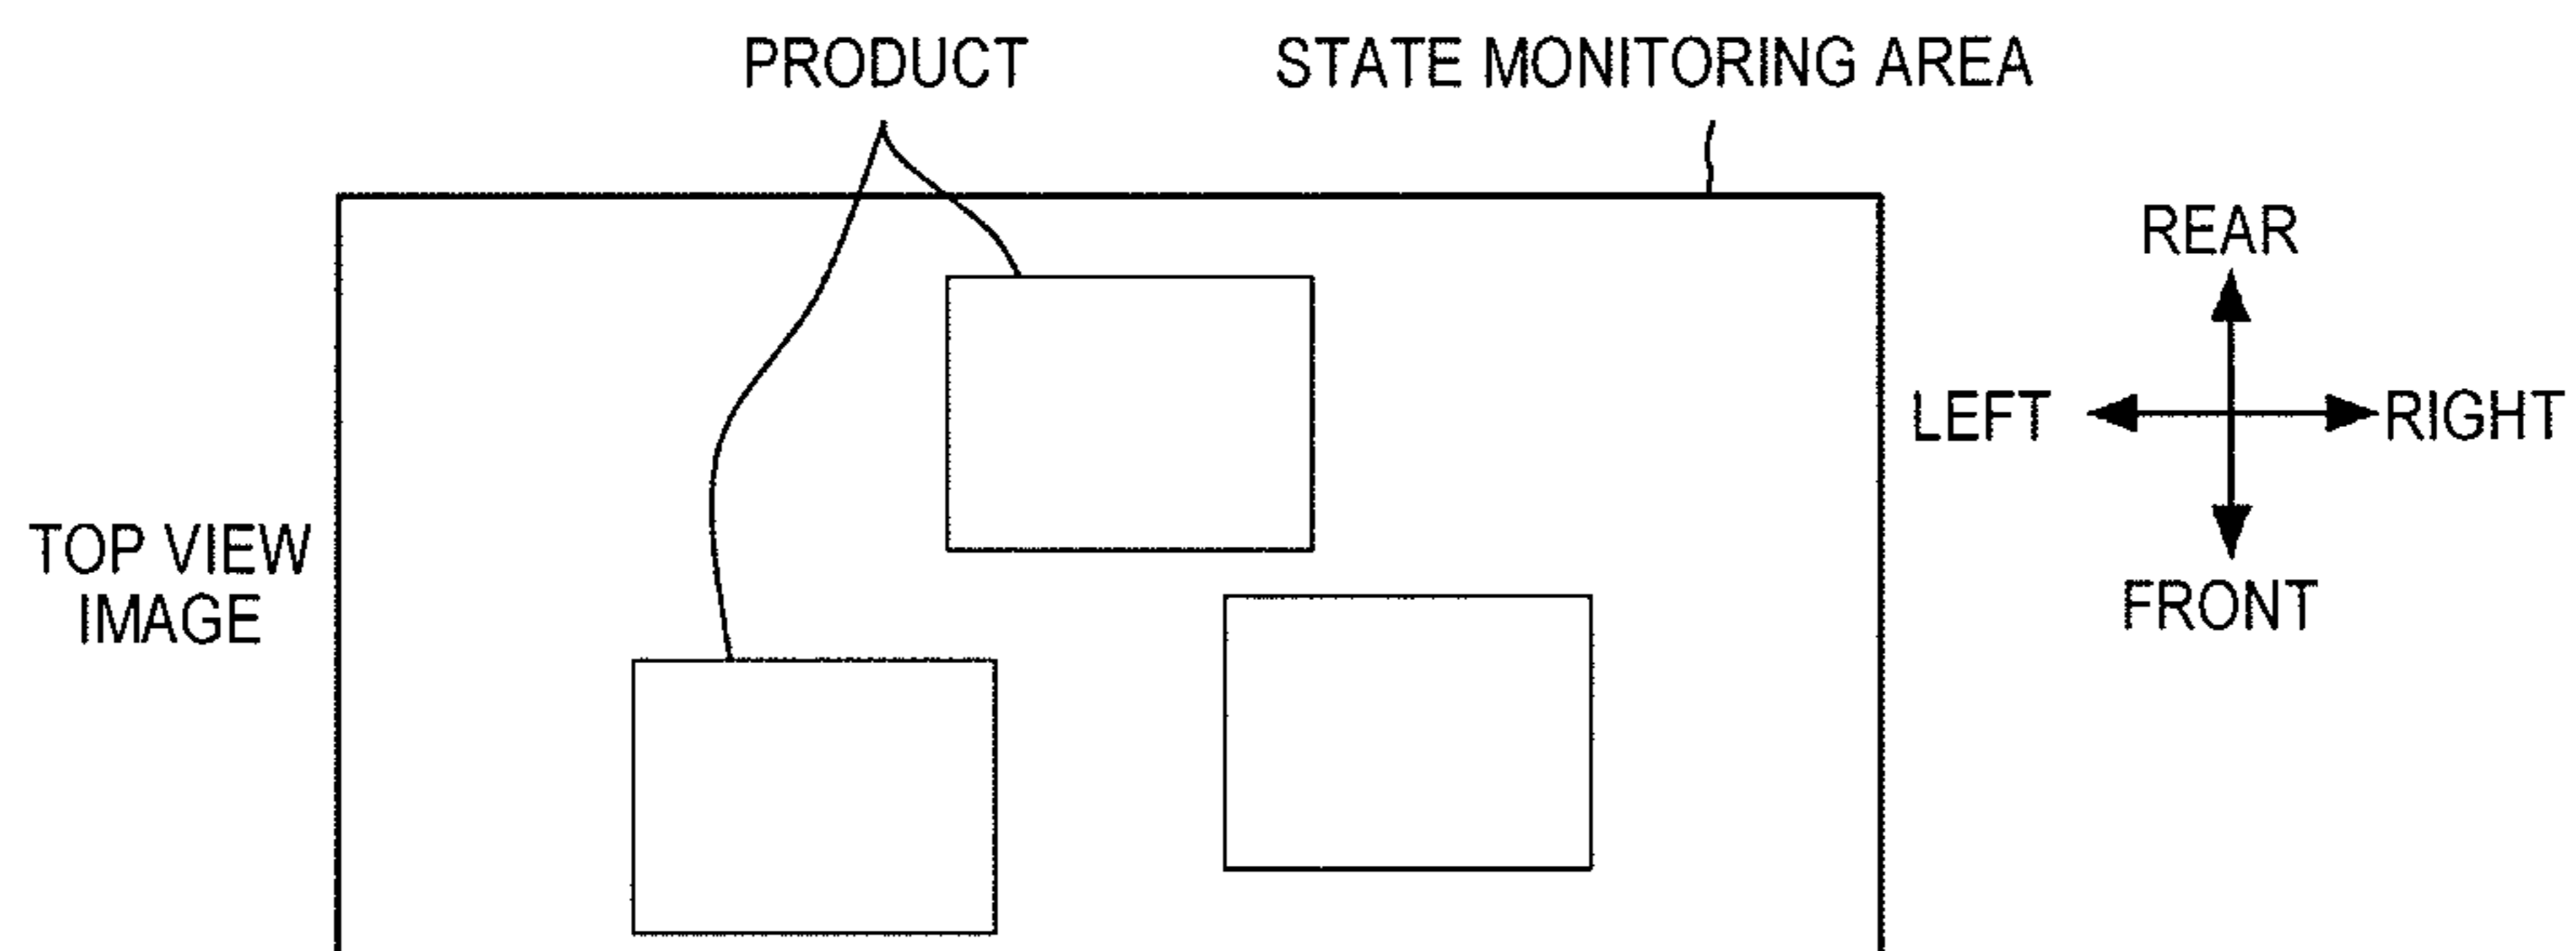 PRODUCT
STATE MONITORING AREA
REAR
LEFT
RIGHT
FRONT
TOP VIEW
IMAGE